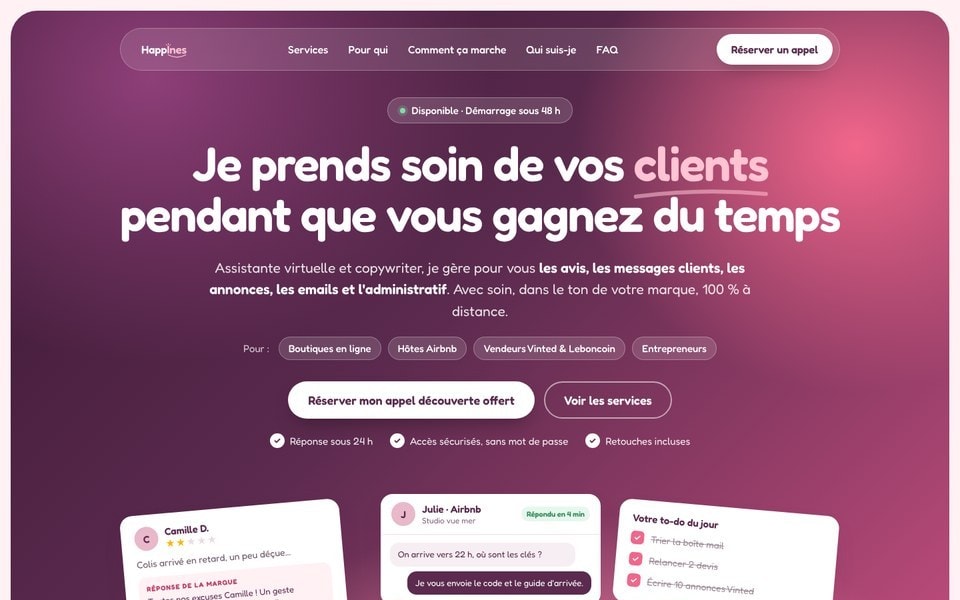 Happines
Services
Pour qui
Comment ça marche
Qui suis-je
FAQ
Réserver un appel
Disponible · Démarrage sous 48 h
Je prends soin de vos clients
pendant que vous gagnez du temps
Assistante virtuelle et copywriter, je gère pour vous les avis, les messages clients, les
annonces, les emails et l'administratif. Avec soin, dans le ton de votre marque, 100 % à
distance.
Pour :
Boutiques en ligne
Hôtes Airbnb
Vendeurs Vinted & Leboncoin
Entrepreneurs
Réserver mon appel découverte offert
Voir les services
Réponse sous 24 h
Accès sécurisés, sans mot de passe
Retouches incluses
C
Camille D.
Colis arrivé en retard, un peu déçue...
RÉPONSE DE LA MARQUE
Toutes nos excuses Camille ! Un geste
J
Julie · Airbnb
Studio vue mer
Répondu en 4 min
On arrive vers 22 h, où sont les clés ?
Je vous envoie le code et le guide d'arrivée.
Votre to-do du jour
Trier la boîte mail
Relancer 2 devis
Écrire 10 annonces Vinted